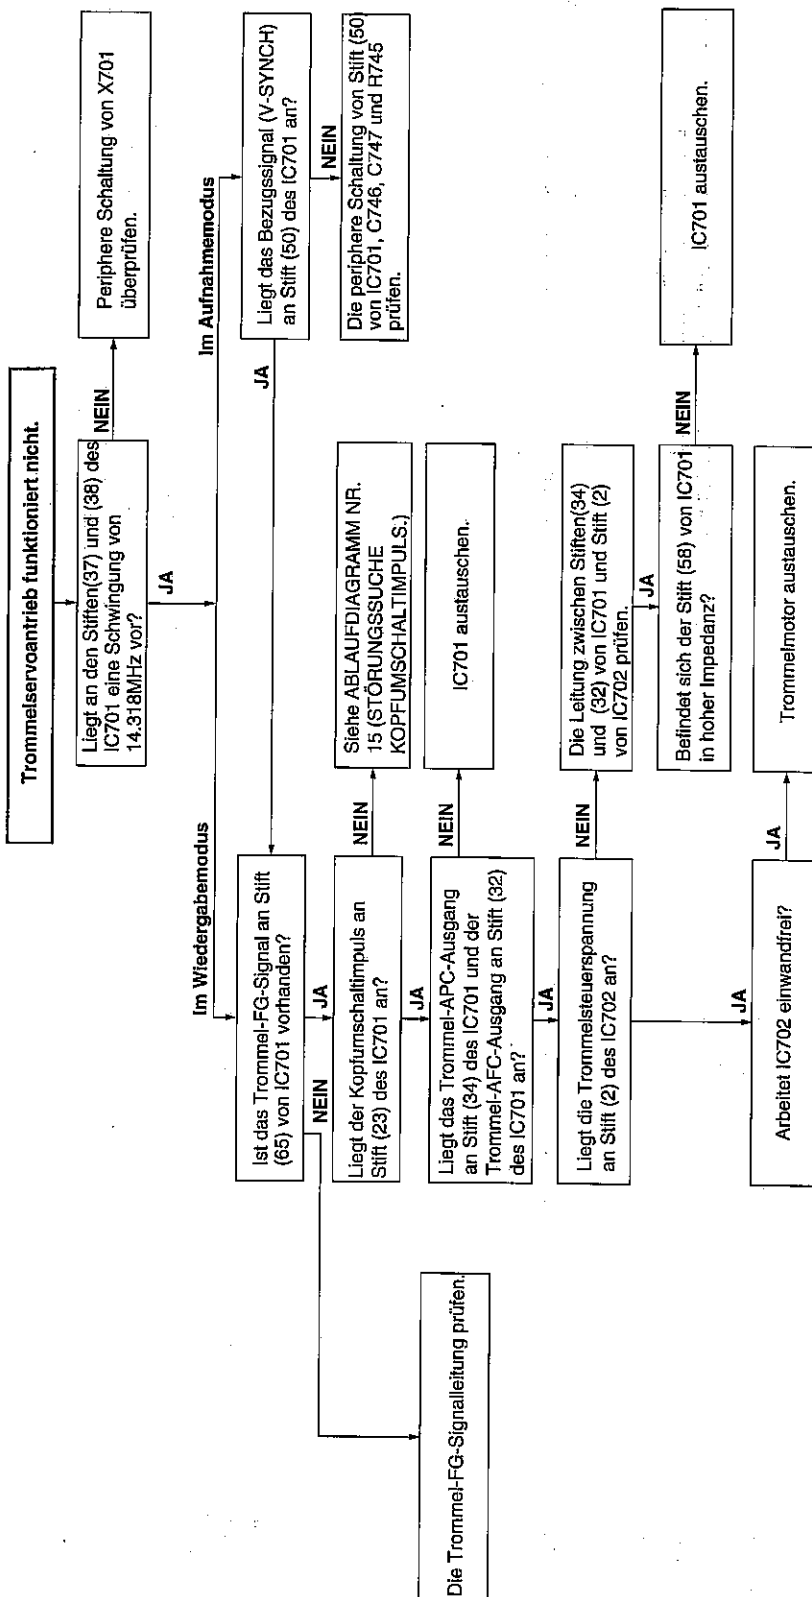 Trommelservoantrieb funktioniert nicht.
Liegt an den Stiften(37) und (38) des
IC701 eine Schwingung von
14.318MHz vor?
NEIN
Periphere Schaltung von X701
überprüfen.
JA
Im Wiedergabemodus
Im Aufnahmemodus
Liegt das Bezugssignal (V-SYNCH)
an Stift (50) des IC701 an?
JA
NEIN
Die periphere Schaltung von Stift (50)
von IC701, C746, C747 und R745
prüfen.
Ist das Trommel-FG-Signal an Stift
(65) von IC701 vorhanden?
NEIN
JA
Die Trommel-FG-Signalleitung prüfen.
Liegt der Kopfumschaltimpuls an
Stift (23) des IC701 an?
NEIN
Siehe ABLAUFDIAGRAMM NR.
15 (STÖRUNGSSUCHE
KOPFUMSCHALTIMPULS.)
JA
Liegt das Trommel-APC-Ausgang
an Stift (34) des IC701 und der
Trommel-AFC-Ausgang an Stift (32)
des IC701 an?
NEIN
IC701 austauschen.
JA
Liegt die Trommelsteuerspannung
an Stift (2) des IC702 an?
NEIN
Die Leitung zwischen Stiften(34)
und (32) von IC701 und Stift (2)
von IC702 prüfen.
JA
Befindet sich der Stift (58) von IC701
in hoher Impedanz?
NEIN
IC701 austauschen.
JA
Arbeitet IC702 einwandfrei?
JA
Trommelmotor austauschen.